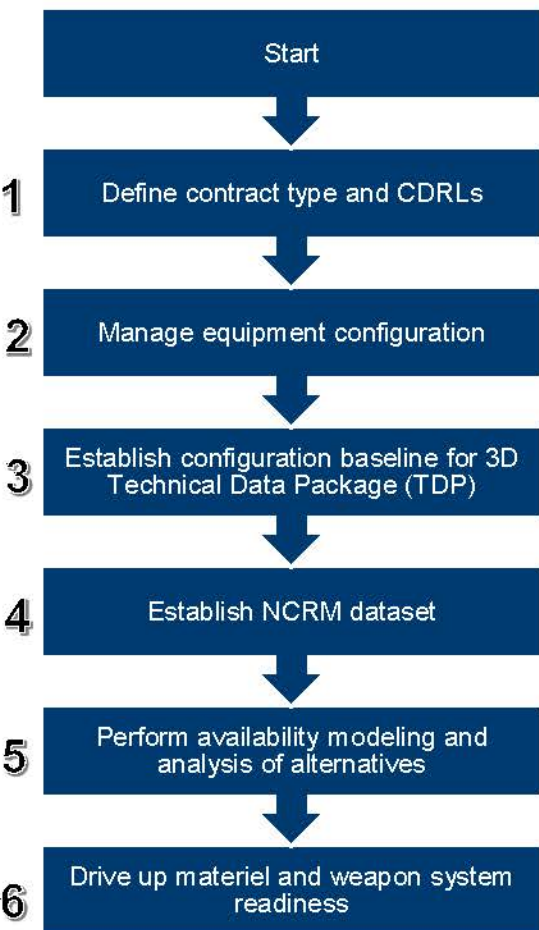 Start
1
Define contract type and CDRLs
2
Manage equipment configuration
3
Establish configuration baseline for 3D
Technical Data Package (TDP)
4
Establish NCRM dataset
5
Perform availability modeling and
analysis of alternatives
6
Drive up materiel and weapon system
readiness